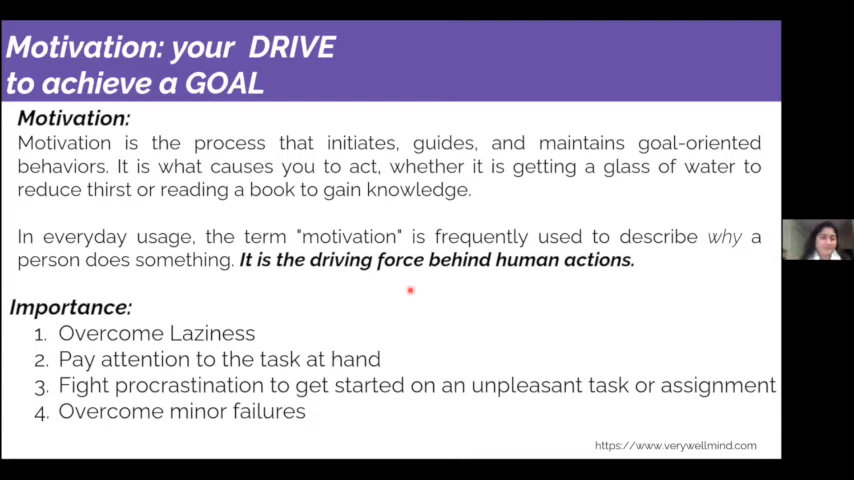 Motivation: your DRIVE
to achieve a GOAL
Motivation:
Motivation is the process that initiates, guides, and maintains goal-oriented
behaviors. It is what causes you to act, whether it is getting a glass of water to
reduce thirst or reading a book to gain knowledge.
In everyday usage, the term "motivation" is frequently used to describe why a
person does something. It is the driving force behind human actions.
Importance:
1. Overcome Laziness
2. Pay attention to the task at hand
3. Fight procrastination to get started on an unpleasant task or assignment
4. Overcome minor failures
https://www.verywellmind.com